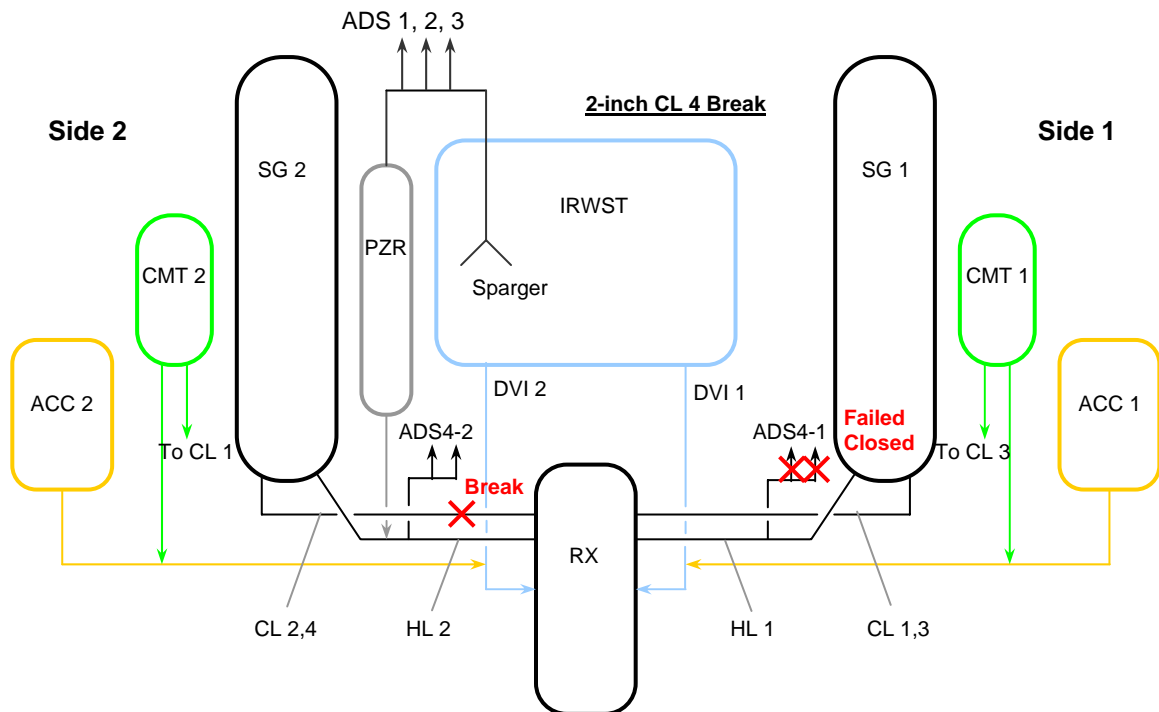 ADS 1, 2, 3
2-inch CL 4 Break
Side 2
Side 1
SG 2
SG 1
IRWST
PZR
CMT 2
CMT 1
Sparger
DVI 2
DVI 1
ACC 2
ACC 1
Failed
Closed
ADS4-2
ADS4-1
To CL 1
To CL 3
Break
RX
CL 2,4
HL 2
HL 1
CL 1,3